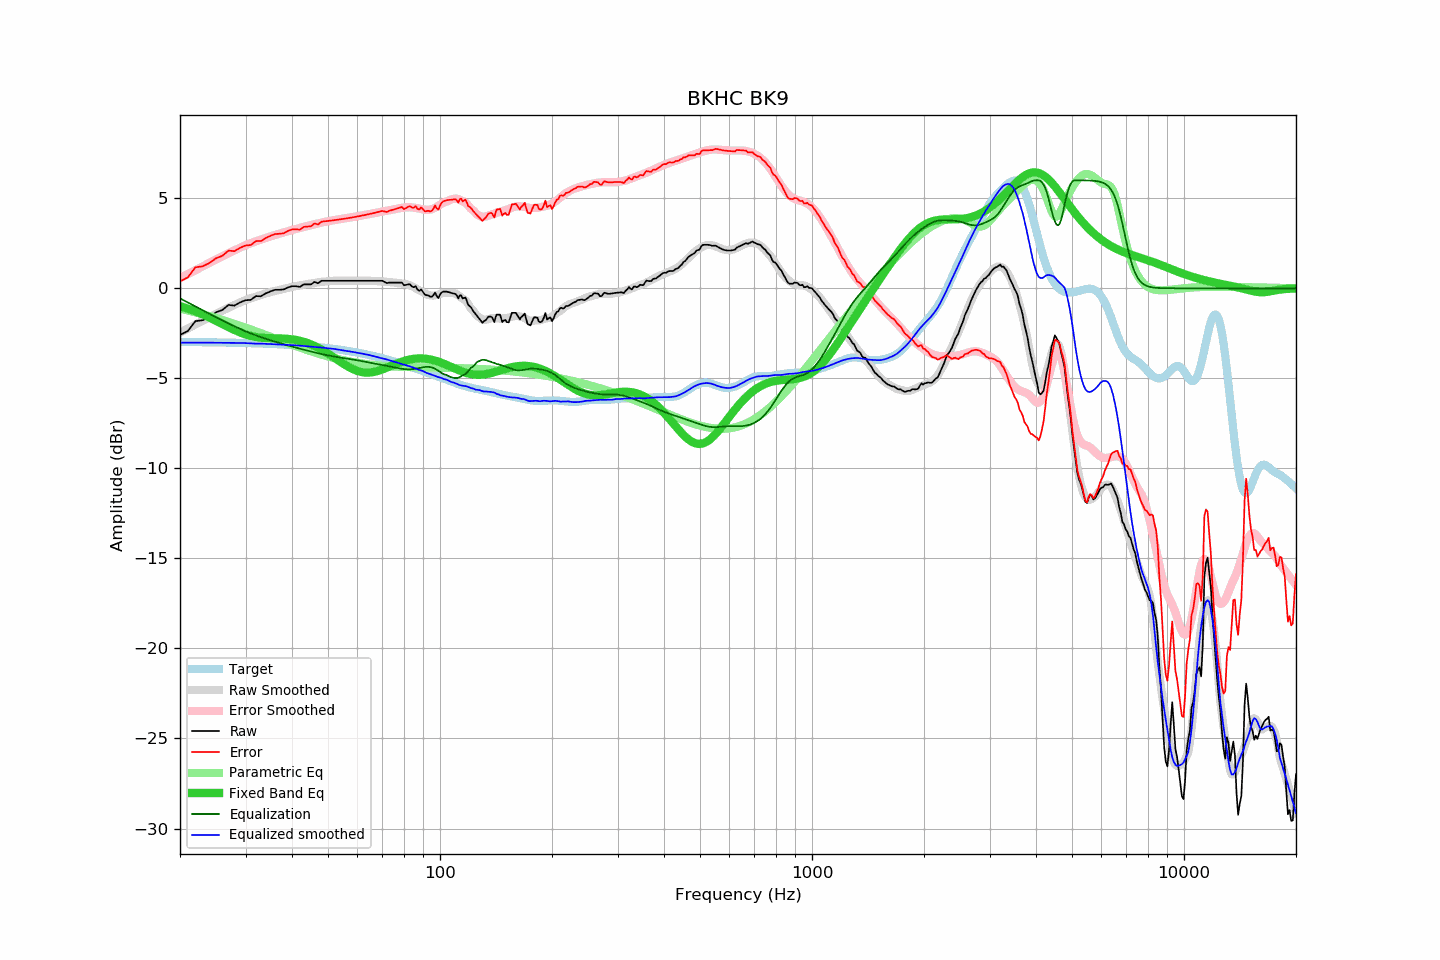 BKHC BK9
Amplitude (dBr)
5
0
−5
−10
−15
−20
−25
−30
Target
Raw Smoothed
Error Smoothed
Raw
Error
Parametric Eq
Fixed Band Eq
Equalization
Equalized smoothed
100
1000
10000
Frequency (Hz)